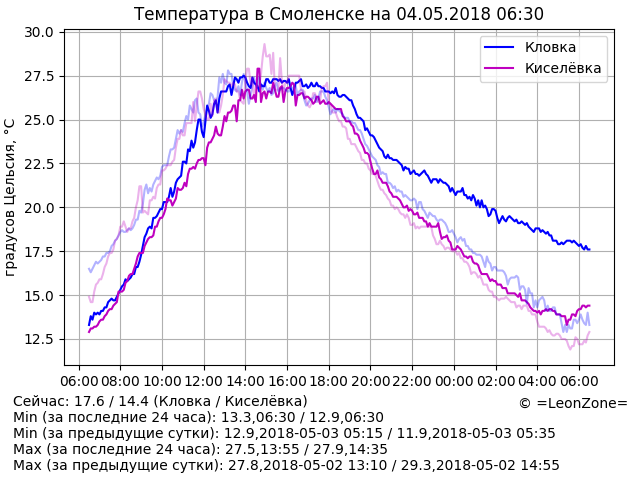 Температура в Смоленске на 04.05.2018 06:30
градусов Цельсия, °C
30.0
27.5
25.0
22.5
20.0
17.5
15.0
12.5
Кловка
Киселёвка
06:00 08:00 10:00 12:00 14:00 16:00 18:00 20:00 22:00 00:00 02:00 04:00 06:00
Сейчас: 17.6 / 14.4 (Кловка / Киселёвка)
© =LeonZone=
Min (за последние 24 часа): 13.3,06:30 / 12.9,06:30
Min (за предыдущие сутки): 12.9,2018-05-03 05:15 / 11.9,2018-05-03 05:35
Max (за последние 24 часа): 27.5,13:55 / 27.9,14:35
Max (за предыдущие сутки): 27.8,2018-05-02 13:10 / 29.3,2018-05-02 14:55